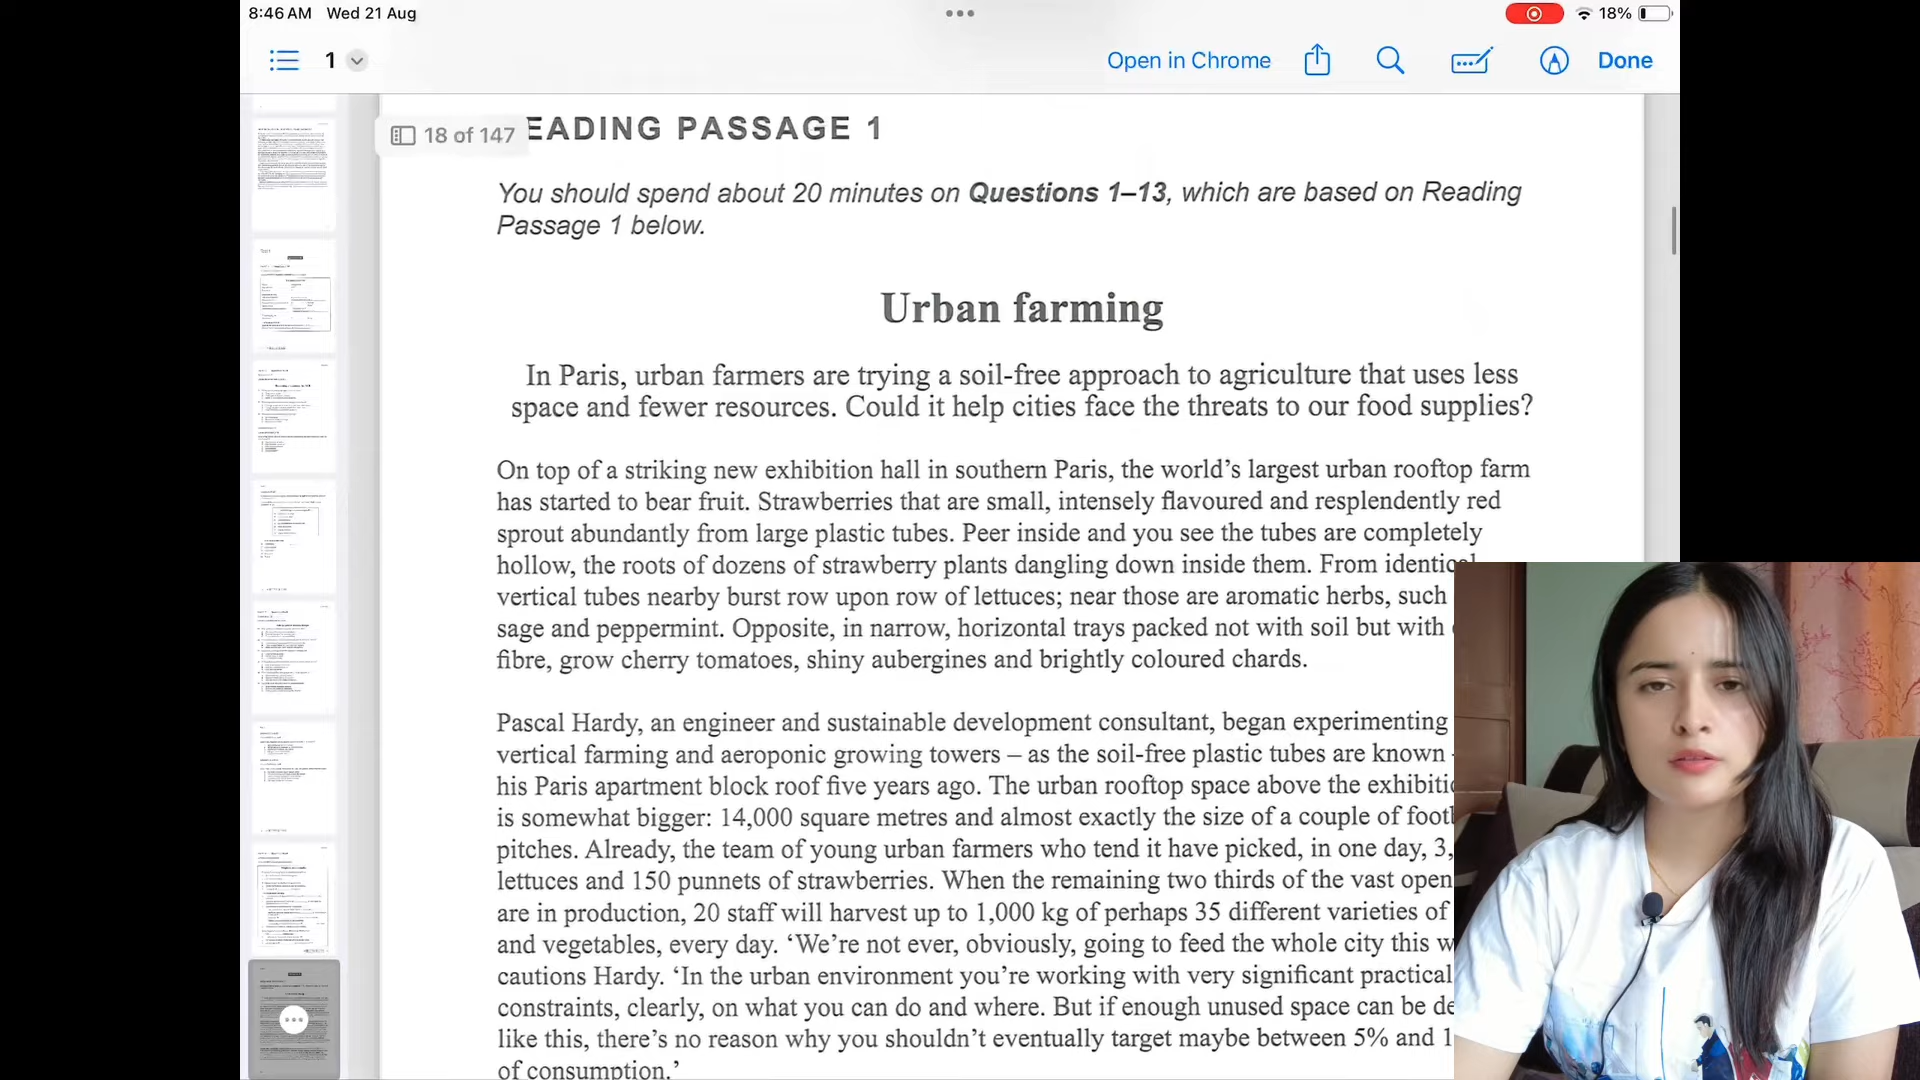 8:46 AM Wed 21 Aug
18%
1
Open in Chrome
Done
18 of 147
EADING PASSAGE 1
You should spend about 20 minutes on Questions 1–13, which are based on Reading
Passage 1 below.
Urban farming
In Paris, urban farmers are trying a soil-free approach to agriculture that uses less
space and fewer resources. Could it help cities face the threats to our food supplies?
On top of a striking new exhibition hall in southern Paris, the world’s largest urban rooftop farm
has started to bear fruit. Strawberries that are small, intensely flavoured and resplendently red
sprout abundantly from large plastic tubes. Peer inside and you see the tubes are completely
hollow, the roots of dozens of strawberry plants dangling down inside them. From identical
vertical tubes nearby burst row upon row of lettuces; near those are aromatic herbs, such
sage and peppermint. Opposite, in narrow, horizontal trays packed not with soil but with
fibre, grow cherry tomatoes, shiny aubergines and brightly coloured chards.
Pascal Hardy, an engineer and sustainable development consultant, began experimenting
vertical farming and aeroponic growing towers – as the soil-free plastic tubes are known
his Paris apartment block roof five years ago. The urban rooftop space above the
is somewhat bigger: 14,000 square metres and almost exactly the size of a couple of
pitches. Already, the team of young urban farmers who tend it have picked, in one day, 3,
lettuces and 150 punnets of strawberries. When the remaining two thirds of the vast open
are in production, 20 staff will harvest up to 1,000 kg of perhaps 35 different varieties of
and vegetables, every day. ‘We’re not ever, obviously, going to feed the whole city this
cautions Hardy. ‘In the urban environment you’re working with very significant practical
constraints, clearly, on what you can do and where. But if enough unused space can be
like this, there’s no reason why you shouldn’t eventually target maybe between 5% and
of consumption.’